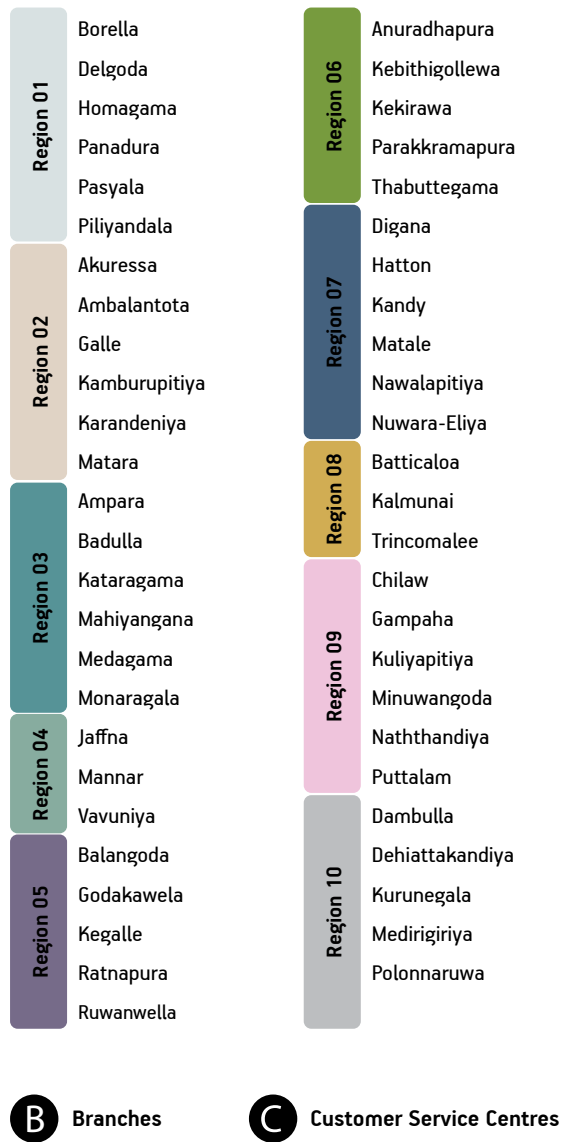 Region 01
Borella
Delgoda
Homagama
Panadura
Pasyala
Piliyandala
Region 02
Akuressa
Ambalantota
Galle
Kamburupitiya
Karandeniya
Matara
Region 03
Ampara
Badulla
Kataragama
Mahiyangana
Medagama
Monaragala
Region 04
Jaffna
Mannar
Vavuniya
Region 05
Balangoda
Godakawela
Kegalle
Ratnapura
Ruwanwella
Region 06
Anuradhapura
Kebithigollewa
Kekirawa
Parakkramapura
Thabuttegama
Region 07
Digana
Hatton
Kandy
Matale
Nawalapitiya
Nuwara-Eliya
Region 08
Batticaloa
Kalmunai
Trincomalee
Region 09
Chilaw
Gampaha
Kuliyapitiya
Minuwangoda
Naththandiya
Puttalam
Region 10
Dambulla
Dehiattakandiya
Kurunegala
Medirigiriya
Polonnaruwa
B Branches
C Customer Service Centres